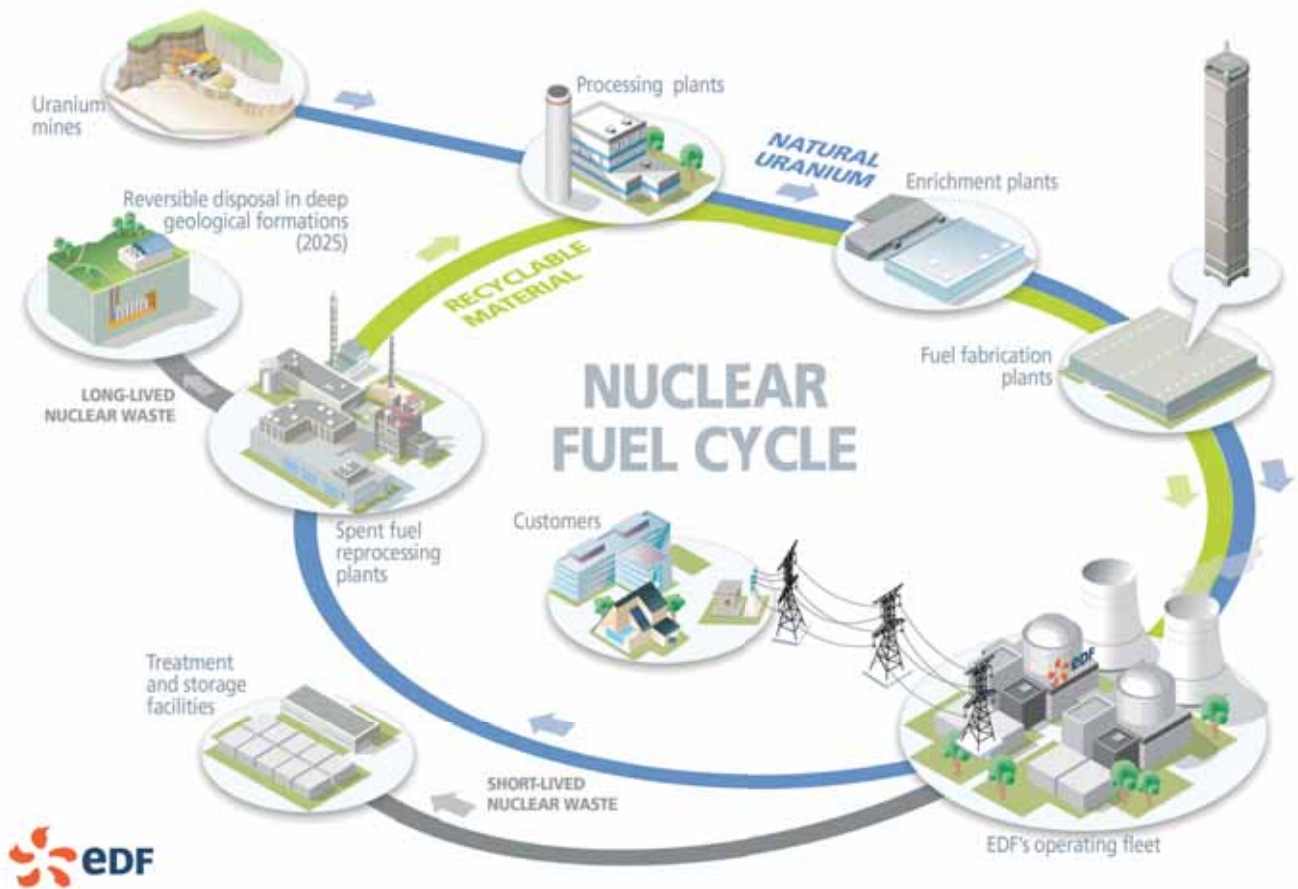 Uranium
mines
Processing plants
NATURAL
URANIUM
Enrichment plants
Reversible disposal in deep
geological formations
(2025)
RECYCLABLE
MATERIAL
Fuel fabrication
plants
LONG-LIVED
NUCLEAR WASTE
NUCLEAR
FUEL CYCLE
Spent fuel
reprocessing
plants
Customers
Treatment
and storage
facilities
eDF
SHORT-LIVED
NUCLEAR WASTE
EDF's operating fleet
eDF